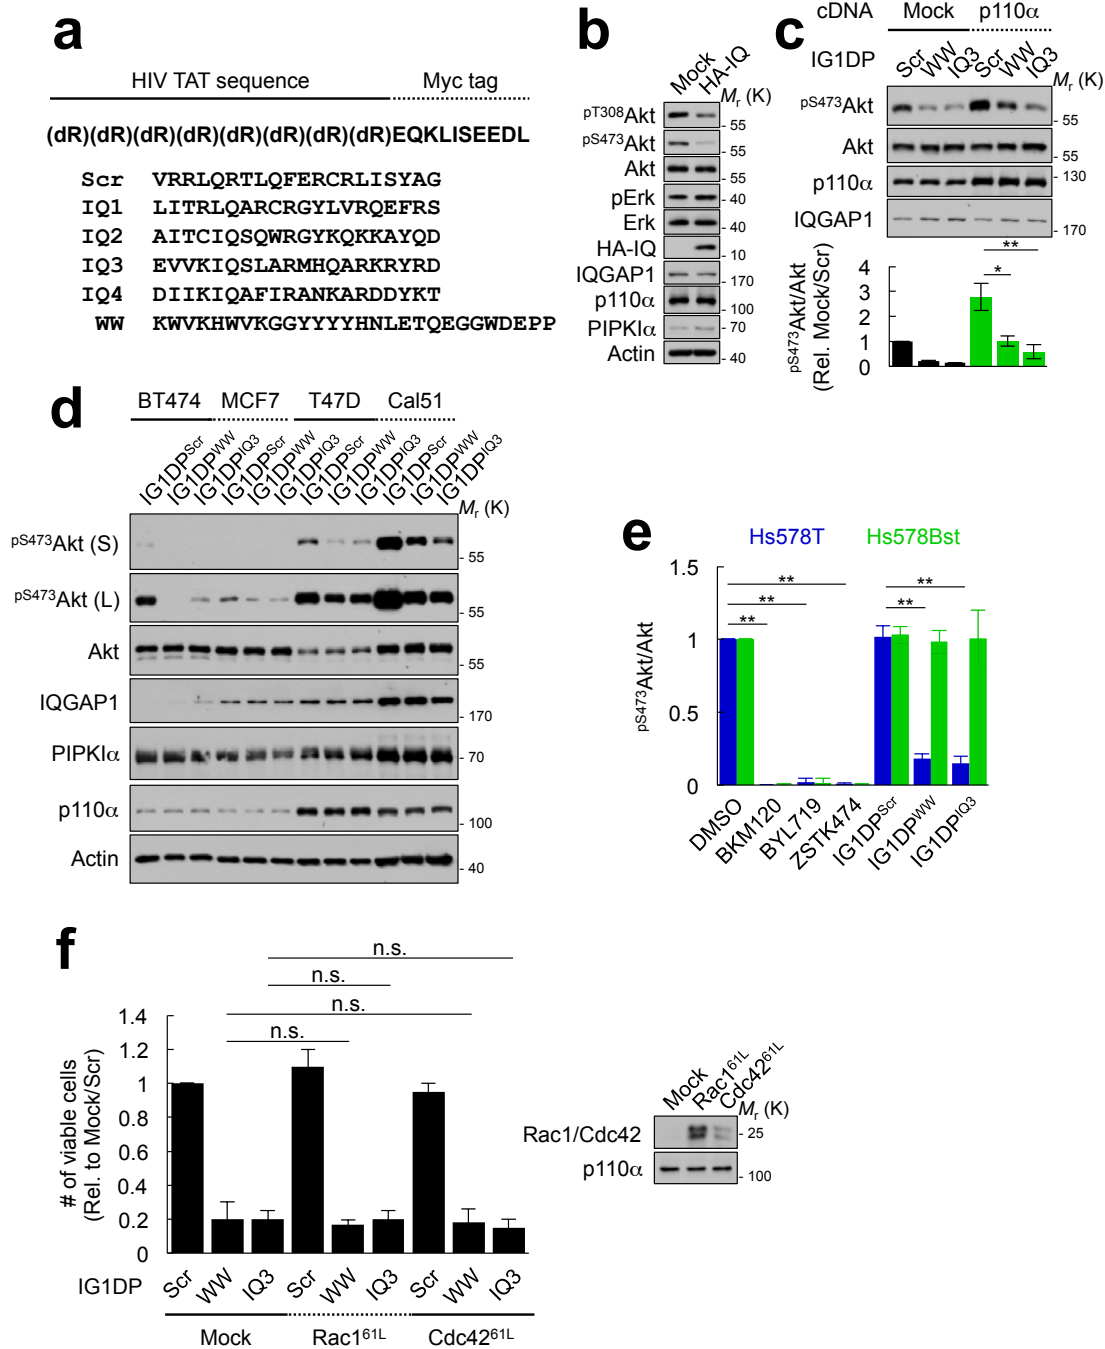 a
HIV TAT sequence Myc tag
(dR)(dR)(dR)(dR)(dR)(dR)(dR)(dR)EQKLISEEDL
Scr VRRLQRTLQFERCRLISYAG
IQ1 LITRLQARCRGYLVRQEFRS
IQ2 AITCIQSQWRGYKQKKAYQD
IQ3 EVVKIQSLARMHQARKRYRD
IQ4 DIIKIQAFIRANKARDDYKT
WW KWVKHWVKGGYYYYHNLETQEGGWDEPP
b
Mock HA-IQ
Mr (K)
pT308Akt - 55
pS473Akt - 55
Akt - 55
pErk - 40
Erk - 40
HA-IQ - 10
IQGAP1 - 170
p110α - 100
PIPKIα - 70
Actin - 40
c
cDNA Mock p110α
IG1DP Scr WW IQ3 Scr WW IQ3
Mr (K)
pS473Akt - 55
Akt - 55
p110α - 130
IQGAP1 - 170
**
*
pS473Akt/Akt
(Rel. Mock/Scr)
4
3
2
1
0
d
BT474 MCF7 T47D Cal51
IG1DPScr IG1DPWW IG1DPIQ3 IG1DPScr IG1DPWW IG1DPIQ3 IG1DPScr IG1DPWW IG1DPIQ3 IG1DPScr IG1DPWW IG1DPIQ3
Mr (K)
pS473Akt (S) - 55
pS473Akt (L) - 55
Akt - 55
IQGAP1 - 170
PIPKIα - 70
p110α - 100
Actin - 40
e
Hs578T Hs578Bst
pS473Akt/Akt
1.5
1
0.5
0
** ** ** ** **
DMSO BKM120 BYL719 ZSTK474 IG1DPScr IG1DPWW IG1DPIQ3
f
n.s.
n.s.
n.s.
n.s.
# of viable cells
(Rel. to Mock/Scr)
1.4
1.2
1
0.8
0.6
0.4
0.2
0
IG1DP Scr WW IQ3 Scr WW IQ3 Scr WW IQ3
Mock Rac161L Cdc4261L
Mock Rac161L Cdc4261L
Mr (K)
Rac1/Cdc42 - 25
p110α - 100